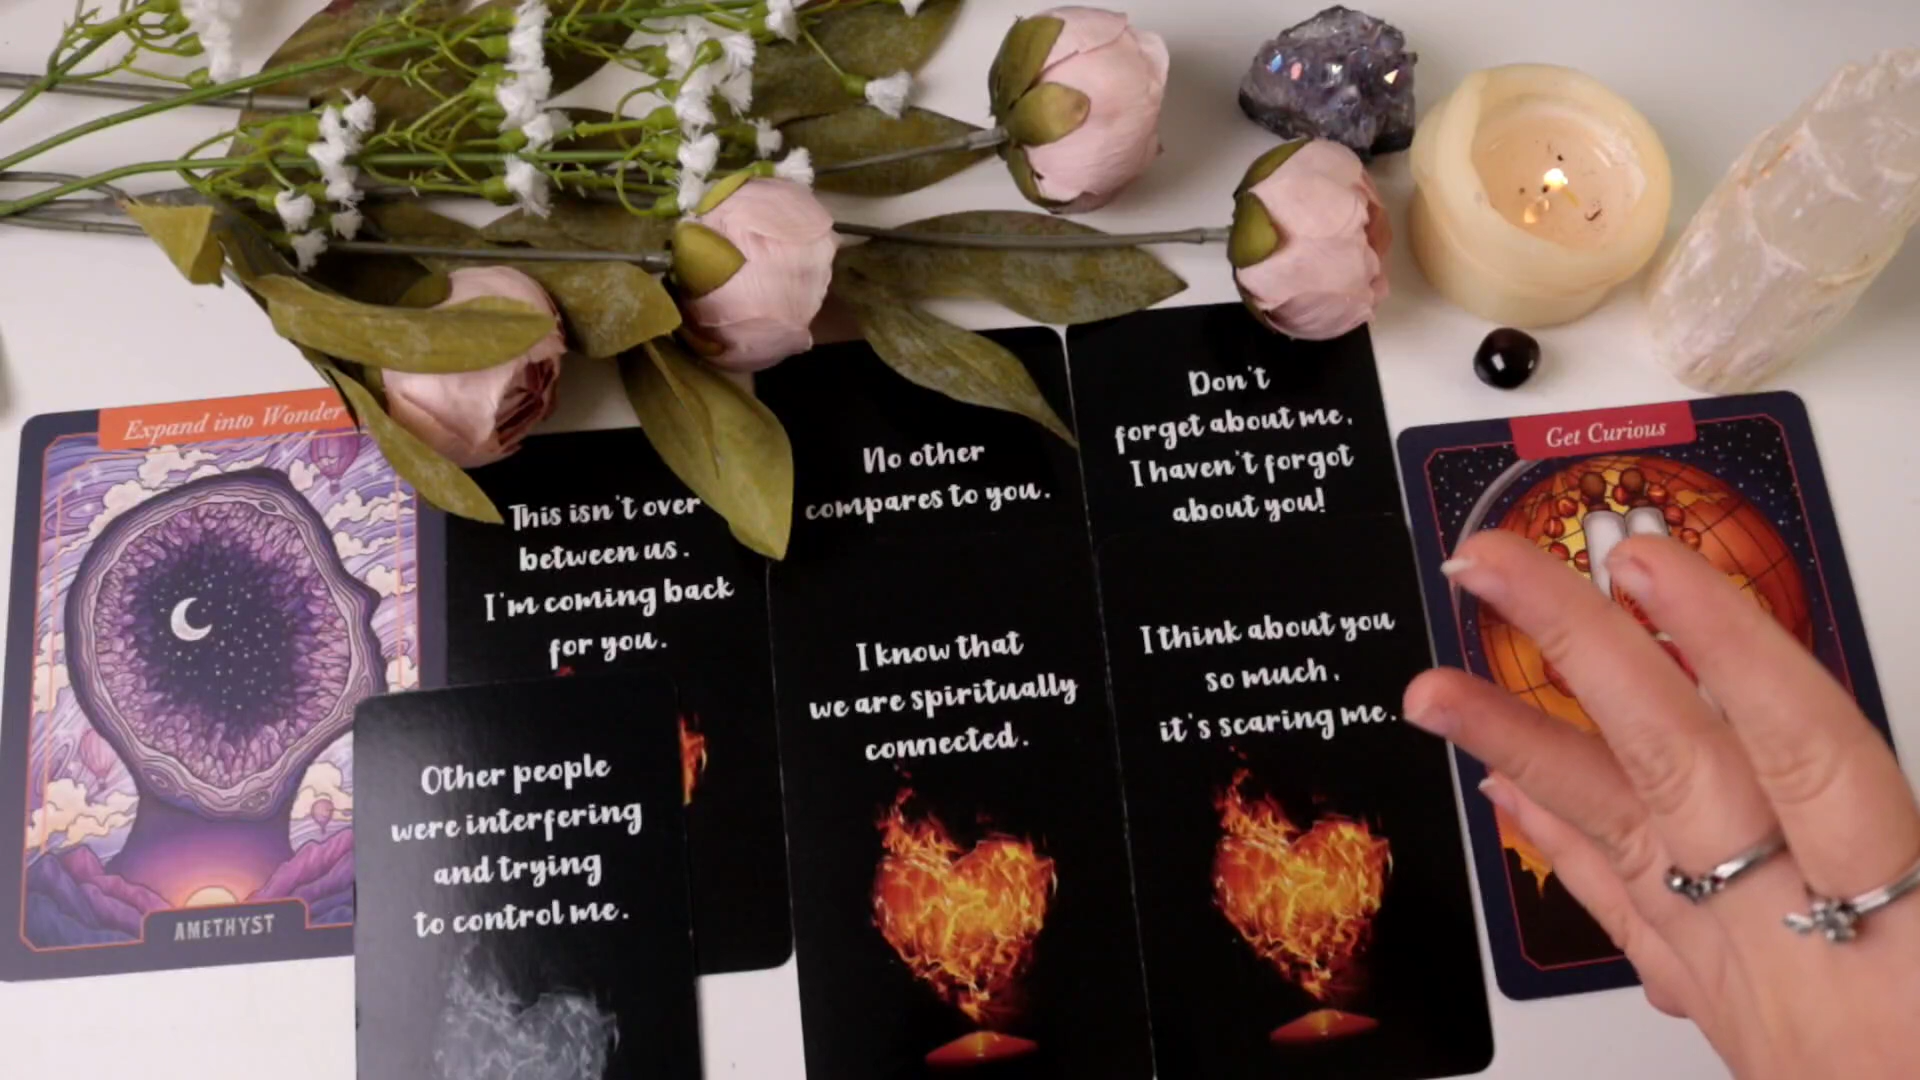 Expand into Wonder
AMETHYST
This isn't over
between us.
I'm coming back
for you.
Other people
were interfering
and trying
to control me.
No other
compares to you.
I know that
we are spiritually
connected.
Don't
forget about me,
I haven't forgot
about you!
I think about you
so much,
it's scaring me.
Get Curious